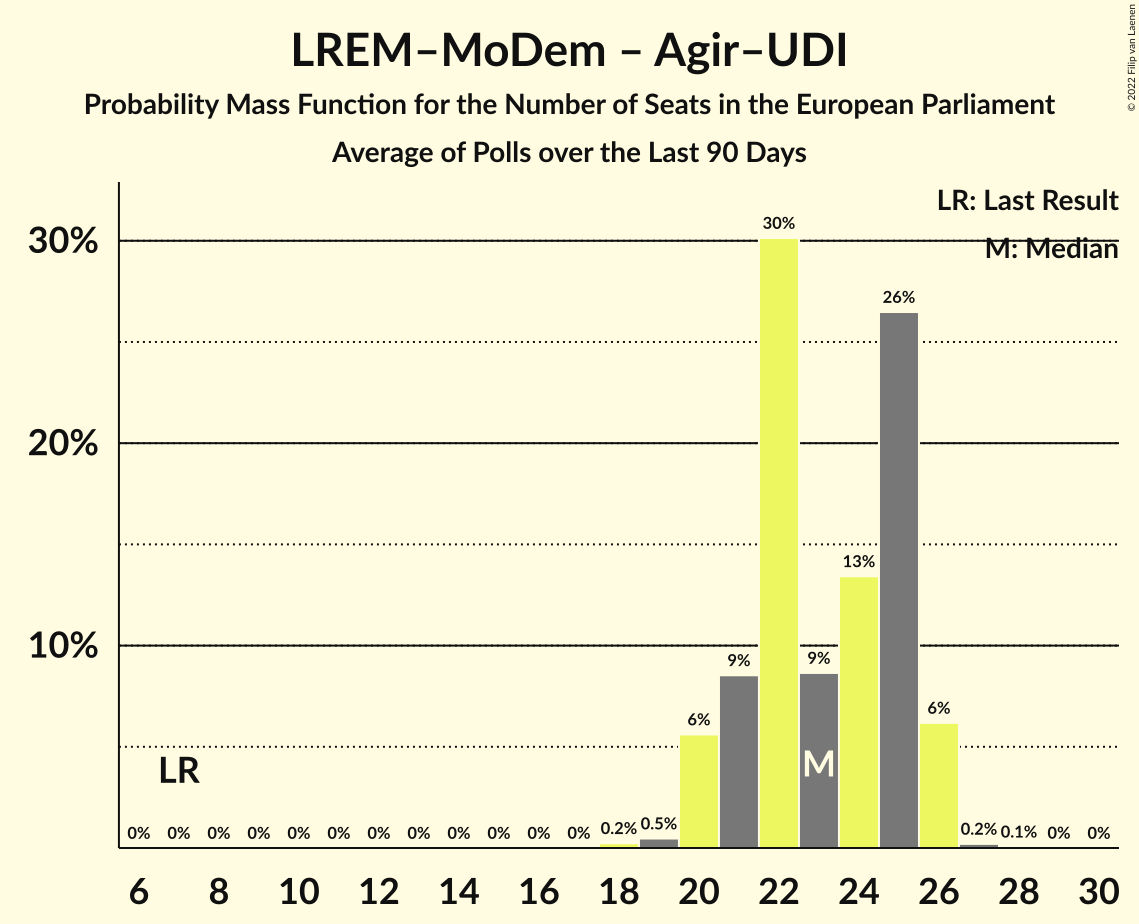 LREM–MoDem – Agir–UDI
Probability Mass Function for the Number of Seats in the European Parliament
Average of Polls over the Last 90 Days
© 2022 Filip van Laenen
LR: Last Result
M: Median
30%
20%
10%
30%
26%
13%
9%
9%
6%
6%
M
LR
0% 0% 0% 0% 0% 0% 0% 0% 0% 0% 0% 0% 0.2% 0.5% 0.2% 0.1% 0% 0%
6 8 10 12 14 16 18 20 22 24 26 28 30